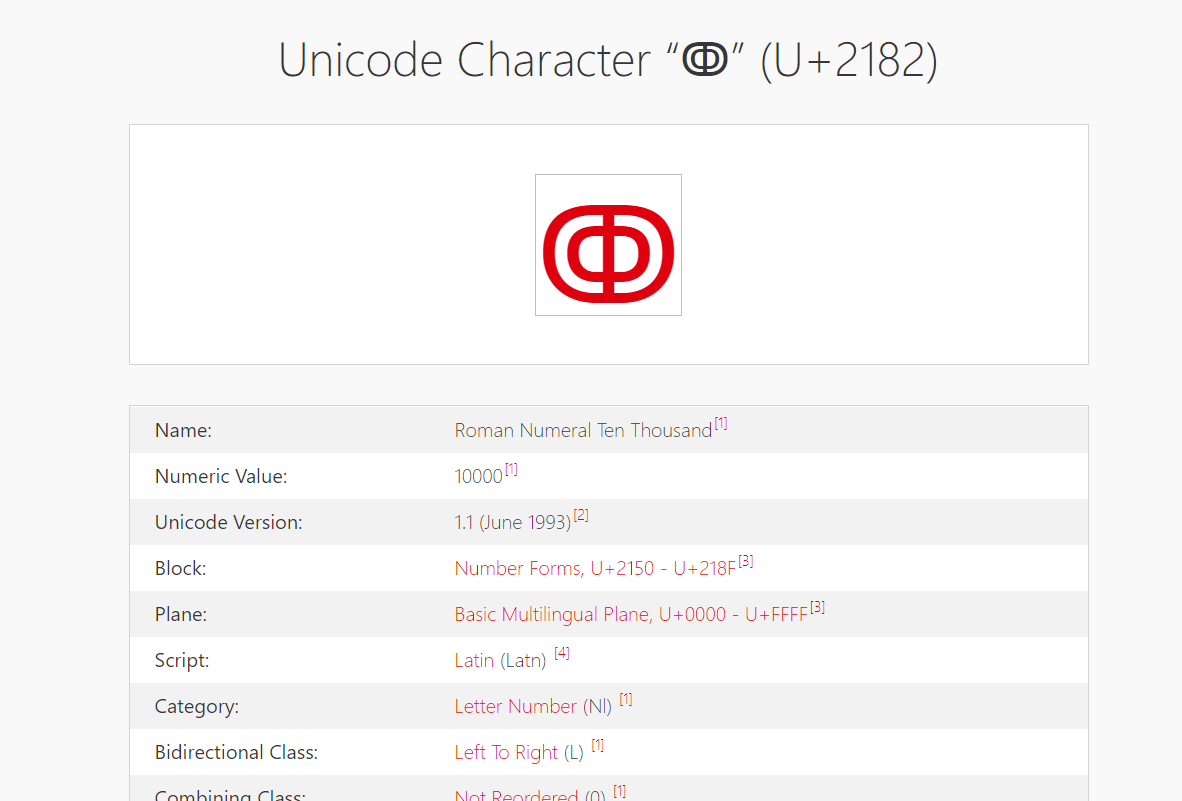 Unicode Character “ↂ” (U+2182)
ↂ
Name: Roman Numeral Ten Thousand[1]
Numeric Value: 10000[1]
Unicode Version: 1.1 (June 1993)[2]
Block: Number Forms, U+2150 - U+218F[3]
Plane: Basic Multilingual Plane, U+0000 - U+FFFF[3]
Script: Latin (Latn) [4]
Category: Letter Number (Nl) [1]
Bidirectional Class: Left To Right (L) [1]
Combining Class: Not Reordered (0) [1]